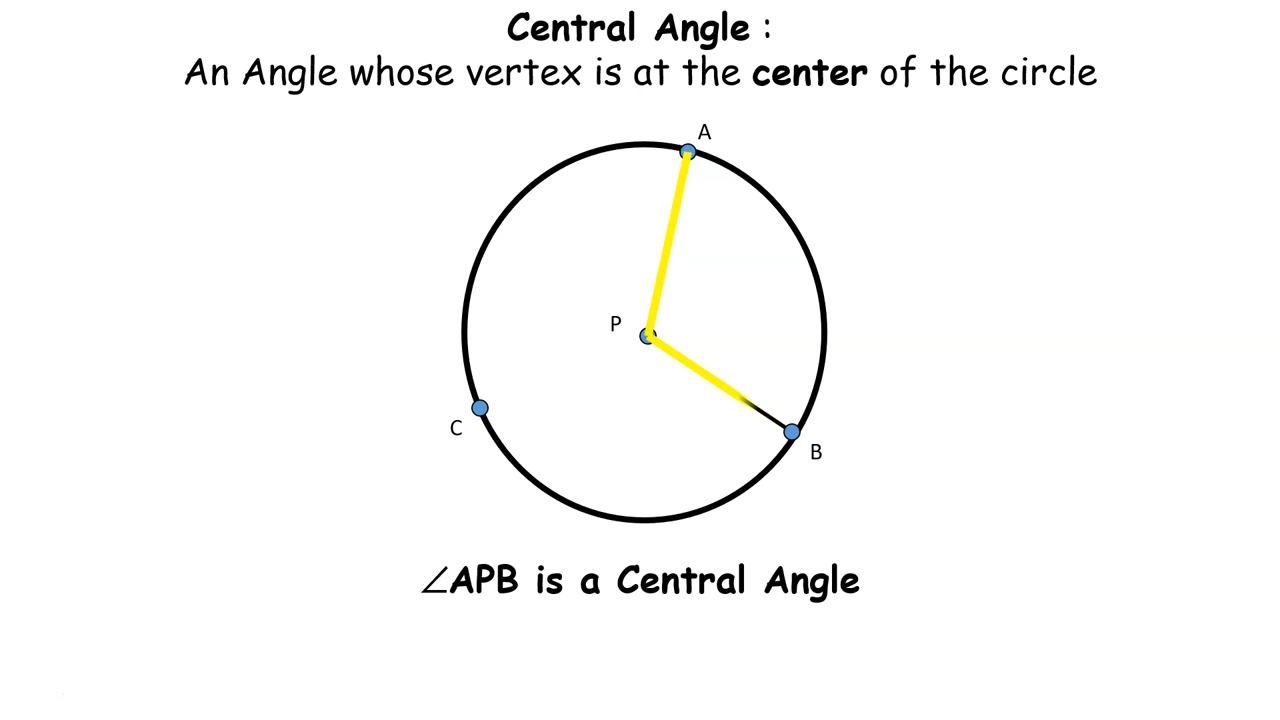 Central Angle :
An Angle whose vertex is at the center of the circle
A
P
C
B
∠APB is a Central Angle